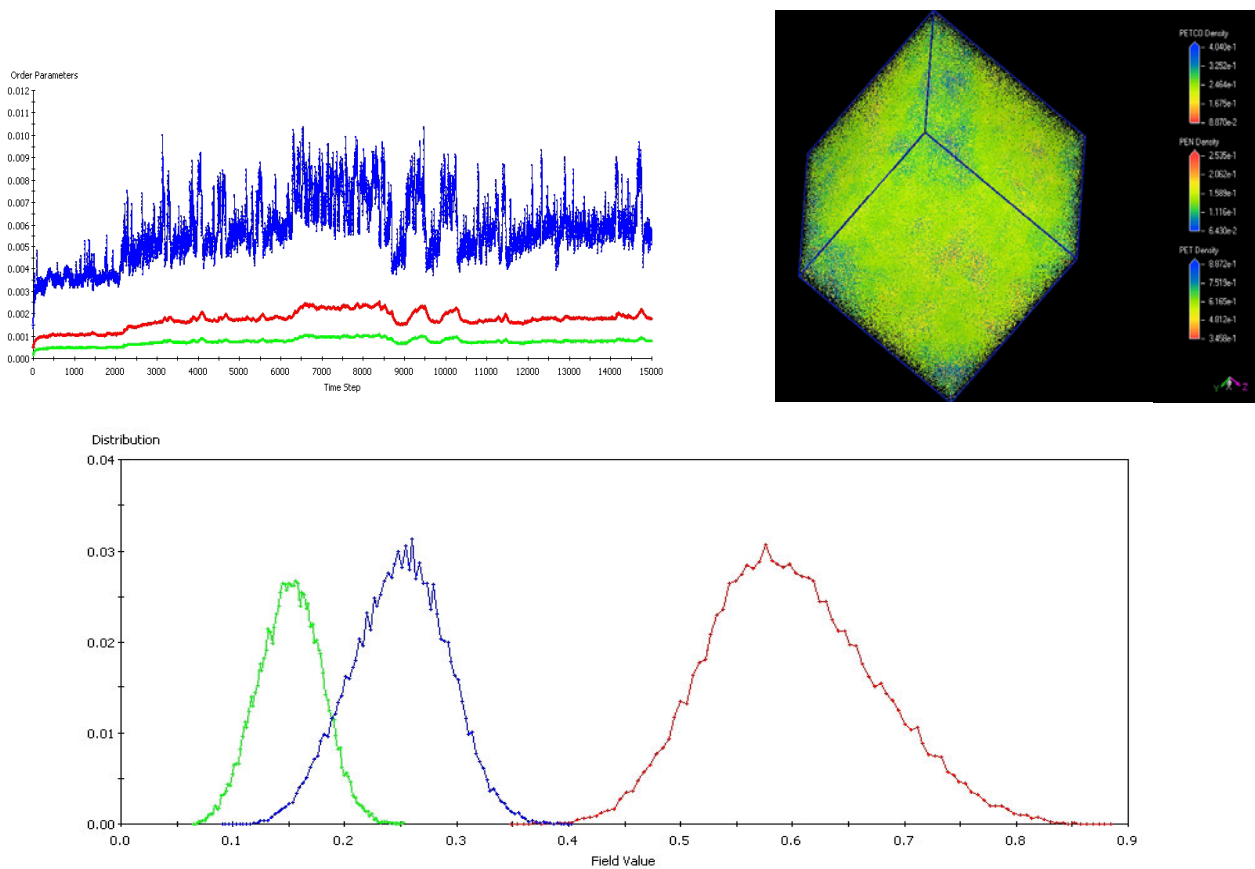 Order Parameters
0.012
0.011
0.010
0.009
0.008
0.007
0.006
0.005
0.004
0.003
0.002
0.001
0.000
0 1000 2000 3000 4000 5000 6000 7000 8000 9000 10000 11000 12000 13000 14000 15000
Time Step
PETCO Density
4.040e-1
3.252e-1
2.464e-1
1.675e-1
8.870e-2
PEN Density
2.535e-1
2.062e-1
1.589e-1
1.116e-1
6.430e-2
PET Density
8.872e-1
7.519e-1
6.165e-1
4.812e-1
3.458e-1
Y X Z
Distribution
0.04
0.03
0.02
0.01
0.00
0.0 0.1 0.2 0.3 0.4 0.5 0.6 0.7 0.8 0.9
Field Value